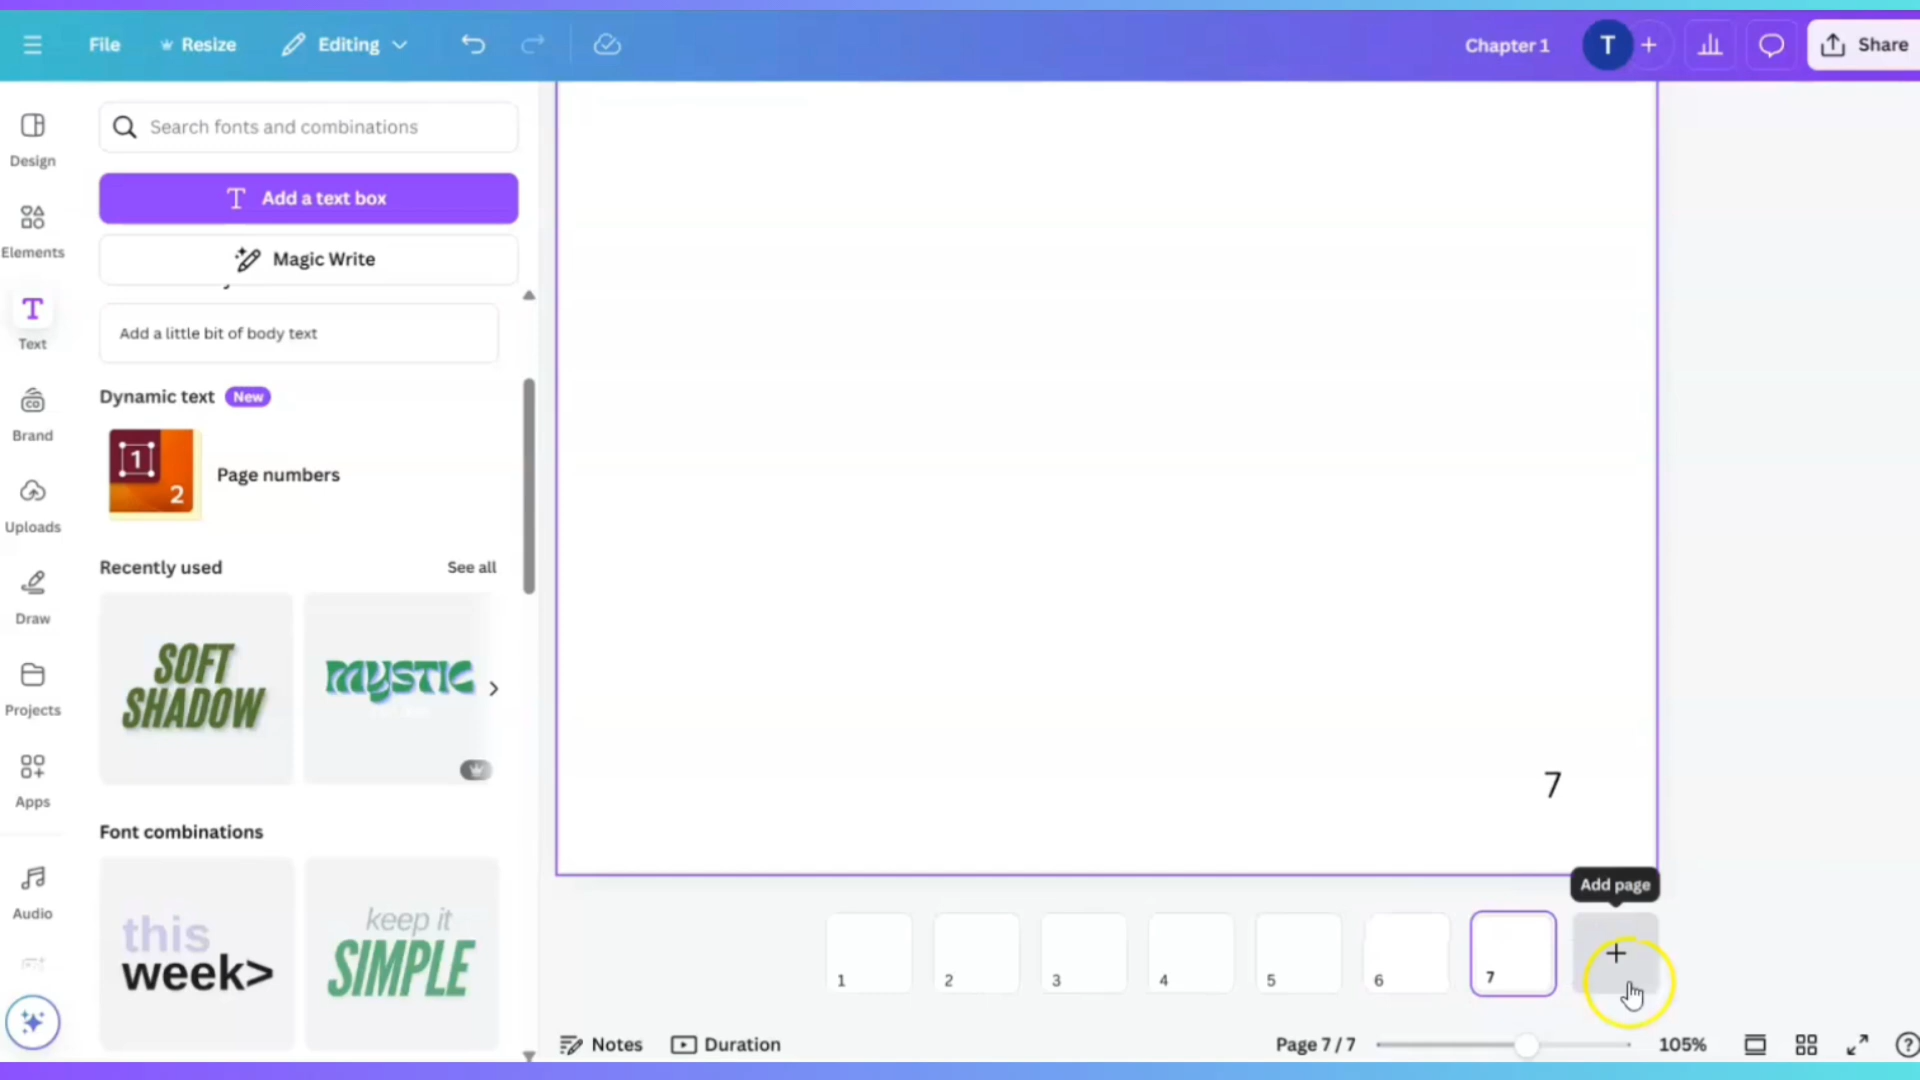 File
Resize
Editing
Chapter 1
T
Share
Design
Elements
Text
Brand
Uploads
Draw
Projects
Apps
Audio
Search fonts and combinations
T Add a text box
Magic Write
Add a little bit of body text
Dynamic text New
1
2
Page numbers
Recently used See all
SOFT
SHADOW
MYSTIC
Font combinations
this
week>
keep it
SIMPLE
7
Add page
1 2 3 4 5 6 7
Notes Duration Page 7 / 7 105%